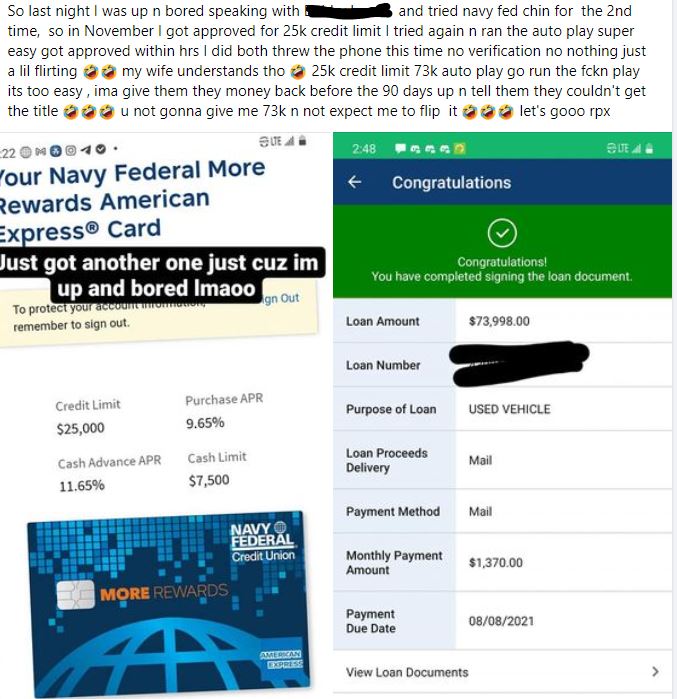 So last night I was up n bored speaking with and tried navy fed chin for the 2nd
time, so in November I got approved for 25k credit limit I tried again n ran the auto play super
easy got approved within hrs I did both threw the phone this time no verification no nothing just
a lil flirting 🤣🤣 my wife understands tho 🤣 25k credit limit 73k auto play go run the fckn play
its too easy , ima give them they money back before the 90 days up n tell them they couldn't get
the title 🤣🤣🤣 u not gonna give me 73k n not expect me to flip it 🤣🤣🤣 let's gooo rpx
:22
LTE
Your Navy Federal More
Rewards American
Express® Card
Just got another one just cuz im
up and bored lmaoo
To protect your account information,
remember to sign out.
ign Out
Credit Limit
$25,000
Purchase APR
9.65%
Cash Advance APR
11.65%
Cash Limit
$7,500
NAVY
FEDERAL
Credit Union
MORE REWARDS
AMERICAN
EXPRESS
2:48
LTE
Congratulations
Congratulations!
You have completed signing the loan document.
Loan Amount
$73,998.00
Loan Number
Purpose of Loan
USED VEHICLE
Loan Proceeds
Delivery
Mail
Payment Method
Mail
Monthly Payment
Amount
$1,370.00
Payment
Due Date
08/08/2021
View Loan Documents